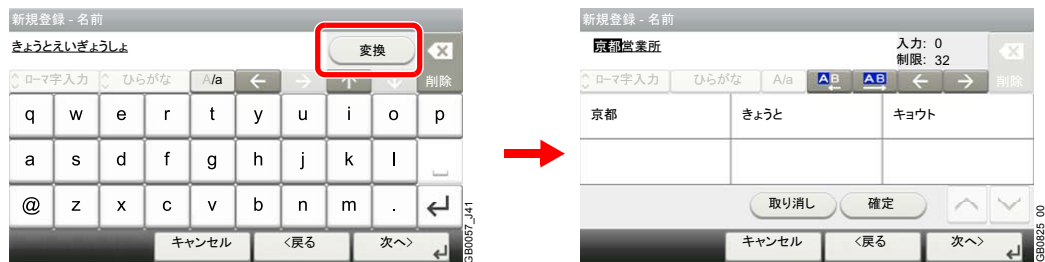 新規登録 - 名前
きょうとえいぎょうしょ
変換
ローマ字入力 ひらがな A/a ← → ↑ ↓ 削除
q w e r t y u i o p
a s d f g h j k l
@ z x c v b n m .
キャンセル <戻る 次へ>
GB0057_J41
新規登録 - 名前
京都営業所
入力: 0
制限: 32
ローマ字入力 ひらがな A/a AB AB ← → 削除
京都 きょうと キョウト
取り消し 確定
キャンセル <戻る 次へ>
GB0825 00